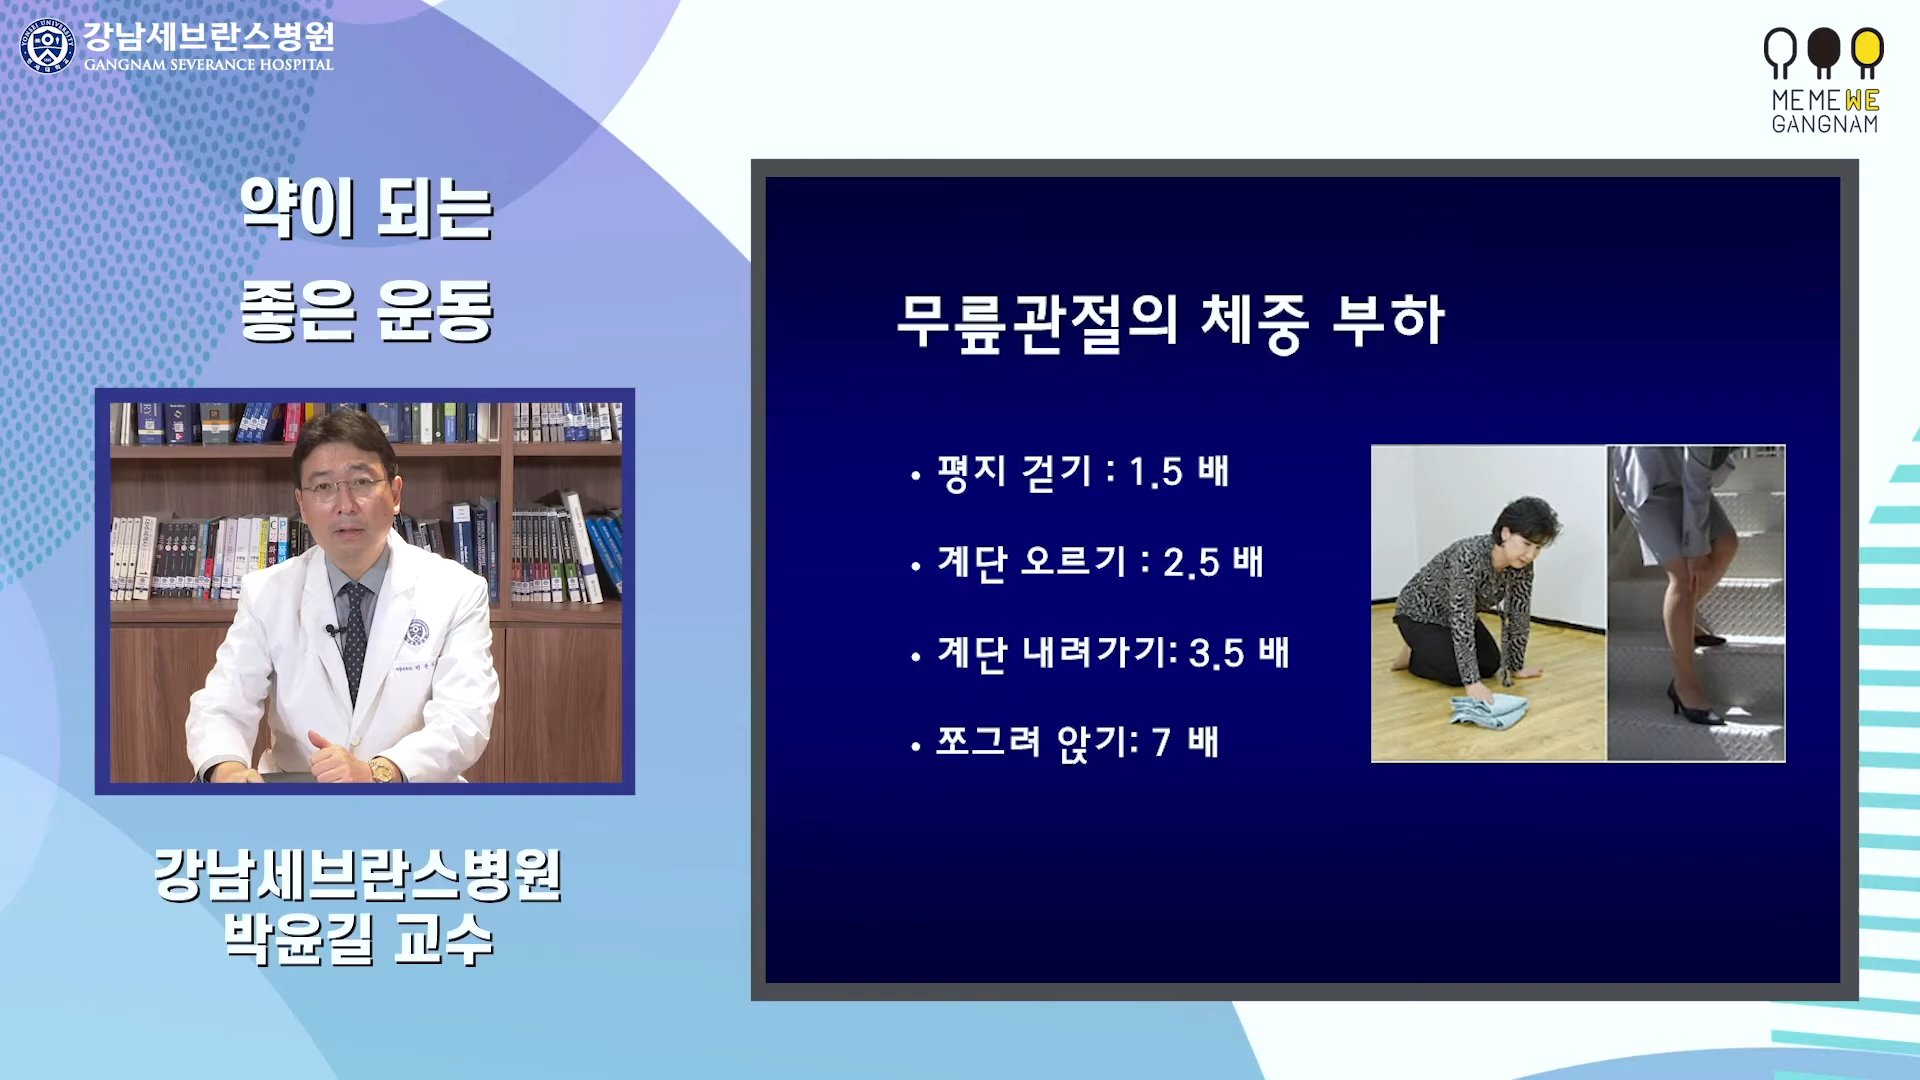 강남세브란스병원
GANGNAM SEVERANCE HOSPITAL
MEMEWE
GANGNAM
약이 되는
좋은 운동
무릎관절의 체중 부하
• 평지 걷기 : 1.5 배
• 계단 오르기 : 2.5 배
• 계단 내려가기: 3.5 배
• 쪼그려 앉기: 7 배
강남세브란스병원
박윤길 교수